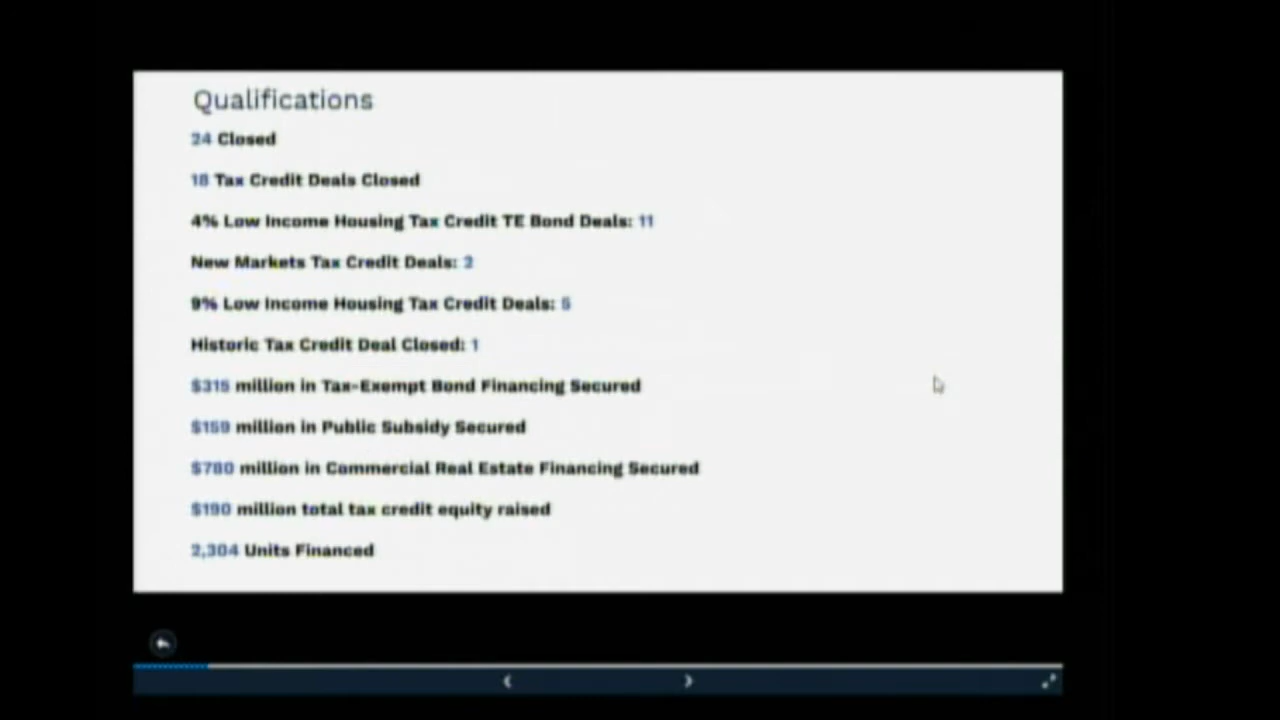 Qualifications
24 Closed
18 Tax Credit Deals Closed
4% Low Income Housing Tax Credit TE Bond Deals: 11
New Markets Tax Credit Deals: 2
9% Low Income Housing Tax Credit Deals: 5
Historic Tax Credit Deal Closed: 1
$315 million in Tax-Exempt Bond Financing Secured
$159 million in Public Subsidy Secured
$780 million in Commercial Real Estate Financing Secured
$190 million total tax credit equity raised
2,304 Units Financed